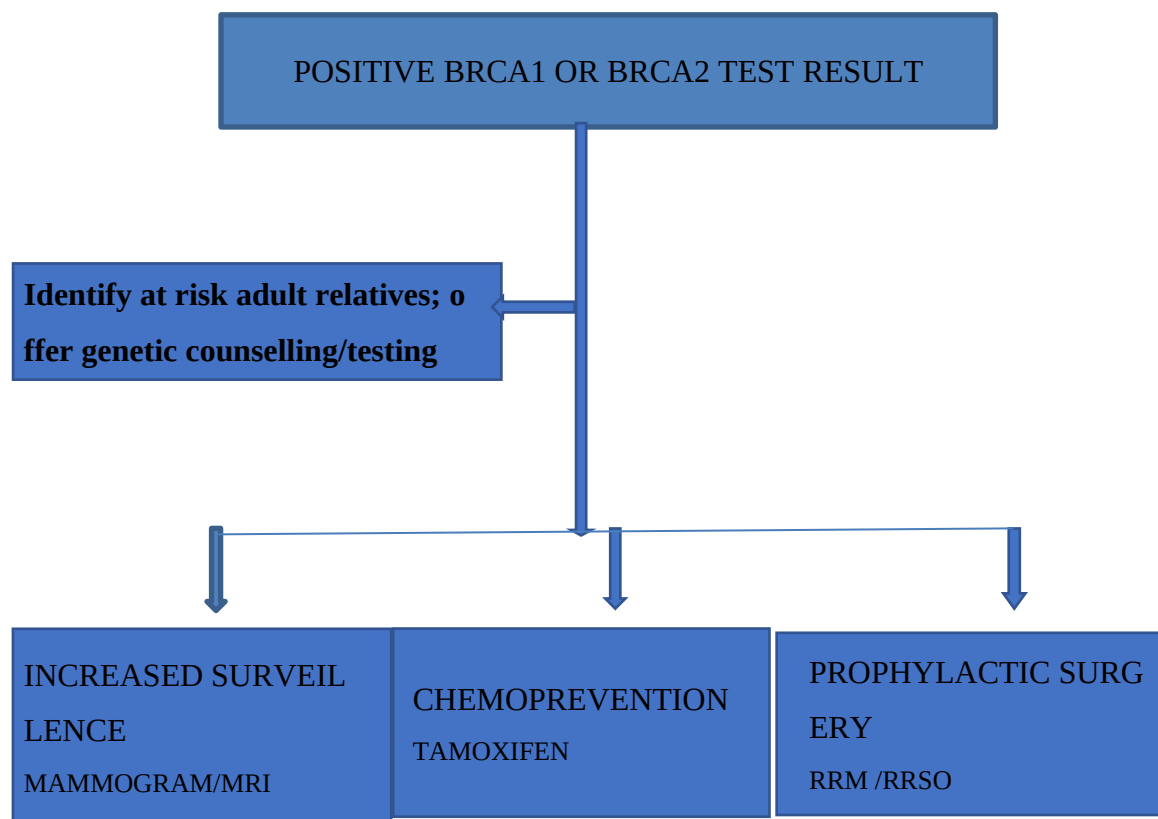 POSITIVE BRCA1 OR BRCA2 TEST RESULT
Identify at risk adult relatives; o
ffer genetic counselling/testing
INCREASED SURVEIL
LENCE
MAMMOGRAM/MRI
CHEMOPREVENTION
TAMOXIFEN
PROPHYLACTIC SURG
ERY
RRM /RRSO